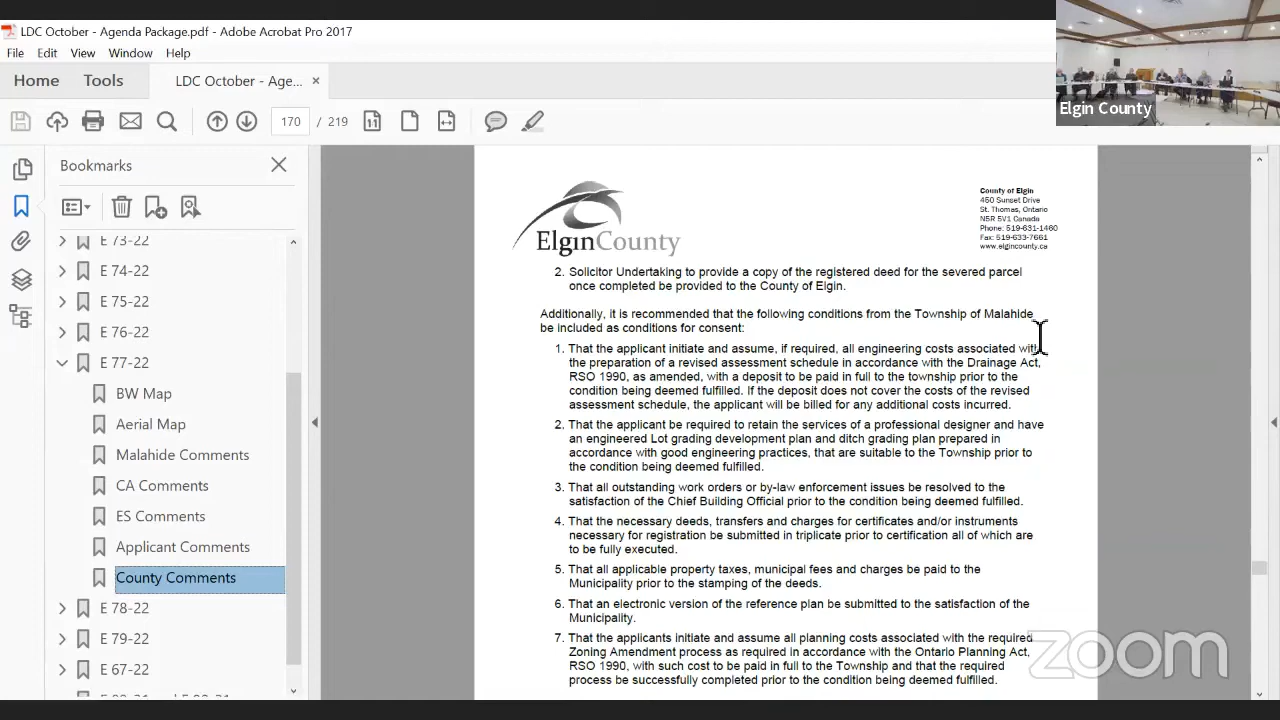 LDC October - Agenda Package.pdf - Adobe Acrobat Pro 2017
File Edit View Window Help
Home Tools LDC October - Age... ×
170 / 219
Elgin County
Bookmarks
E 73-22
E 74-22
E 75-22
E 76-22
E 77-22
BW Map
Aerial Map
Malahide Comments
CA Comments
ES Comments
Applicant Comments
County Comments
E 78-22
E 79-22
E 67-22
ElginCounty
County of Elgin
450 Sunset Drive
St. Thomas, Ontario
N5R 5V1 Canada
Phone: 519-631-1460
Fax: 519-633-7661
www.elgincounty.ca
2. Solicitor Undertaking to provide a copy of the registered deed for the severed parcel
once completed be provided to the County of Elgin.
Additionally, it is recommended that the following conditions from the Township of Malahide
be included as conditions for consent:
1. That the applicant initiate and assume, if required, all engineering costs associated with
the preparation of a revised assessment schedule in accordance with the Drainage Act,
RSO 1990, as amended, with a deposit to be paid in full to the township prior to the
condition being deemed fulfilled. If the deposit does not cover the costs of the revised
assessment schedule, the applicant will be billed for any additional costs incurred.
2. That the applicant be required to retain the services of a professional designer and have
an engineered Lot grading development plan and ditch grading plan prepared in
accordance with good engineering practices, that are suitable to the Township prior to
the condition being deemed fulfilled.
3. That all outstanding work orders or by-law enforcement issues be resolved to the
satisfaction of the Chief Building Official prior to the condition being deemed fulfilled.
4. That the necessary deeds, transfers and charges for certificates and/or instruments
necessary for registration be submitted in triplicate prior to certification all of which are
to be fully executed.
5. That all applicable property taxes, municipal fees and charges be paid to the
Municipality prior to the stamping of the deeds.
6. That an electronic version of the reference plan be submitted to the satisfaction of the
Municipality.
7. That the applicants initiate and assume all planning costs associated with the required
Zoning Amendment process as required in accordance with the Ontario Planning Act,
RSO 1990, with such cost to be paid in full to the Township and that the required
process be successfully completed prior to the condition being deemed fulfilled.
zoom